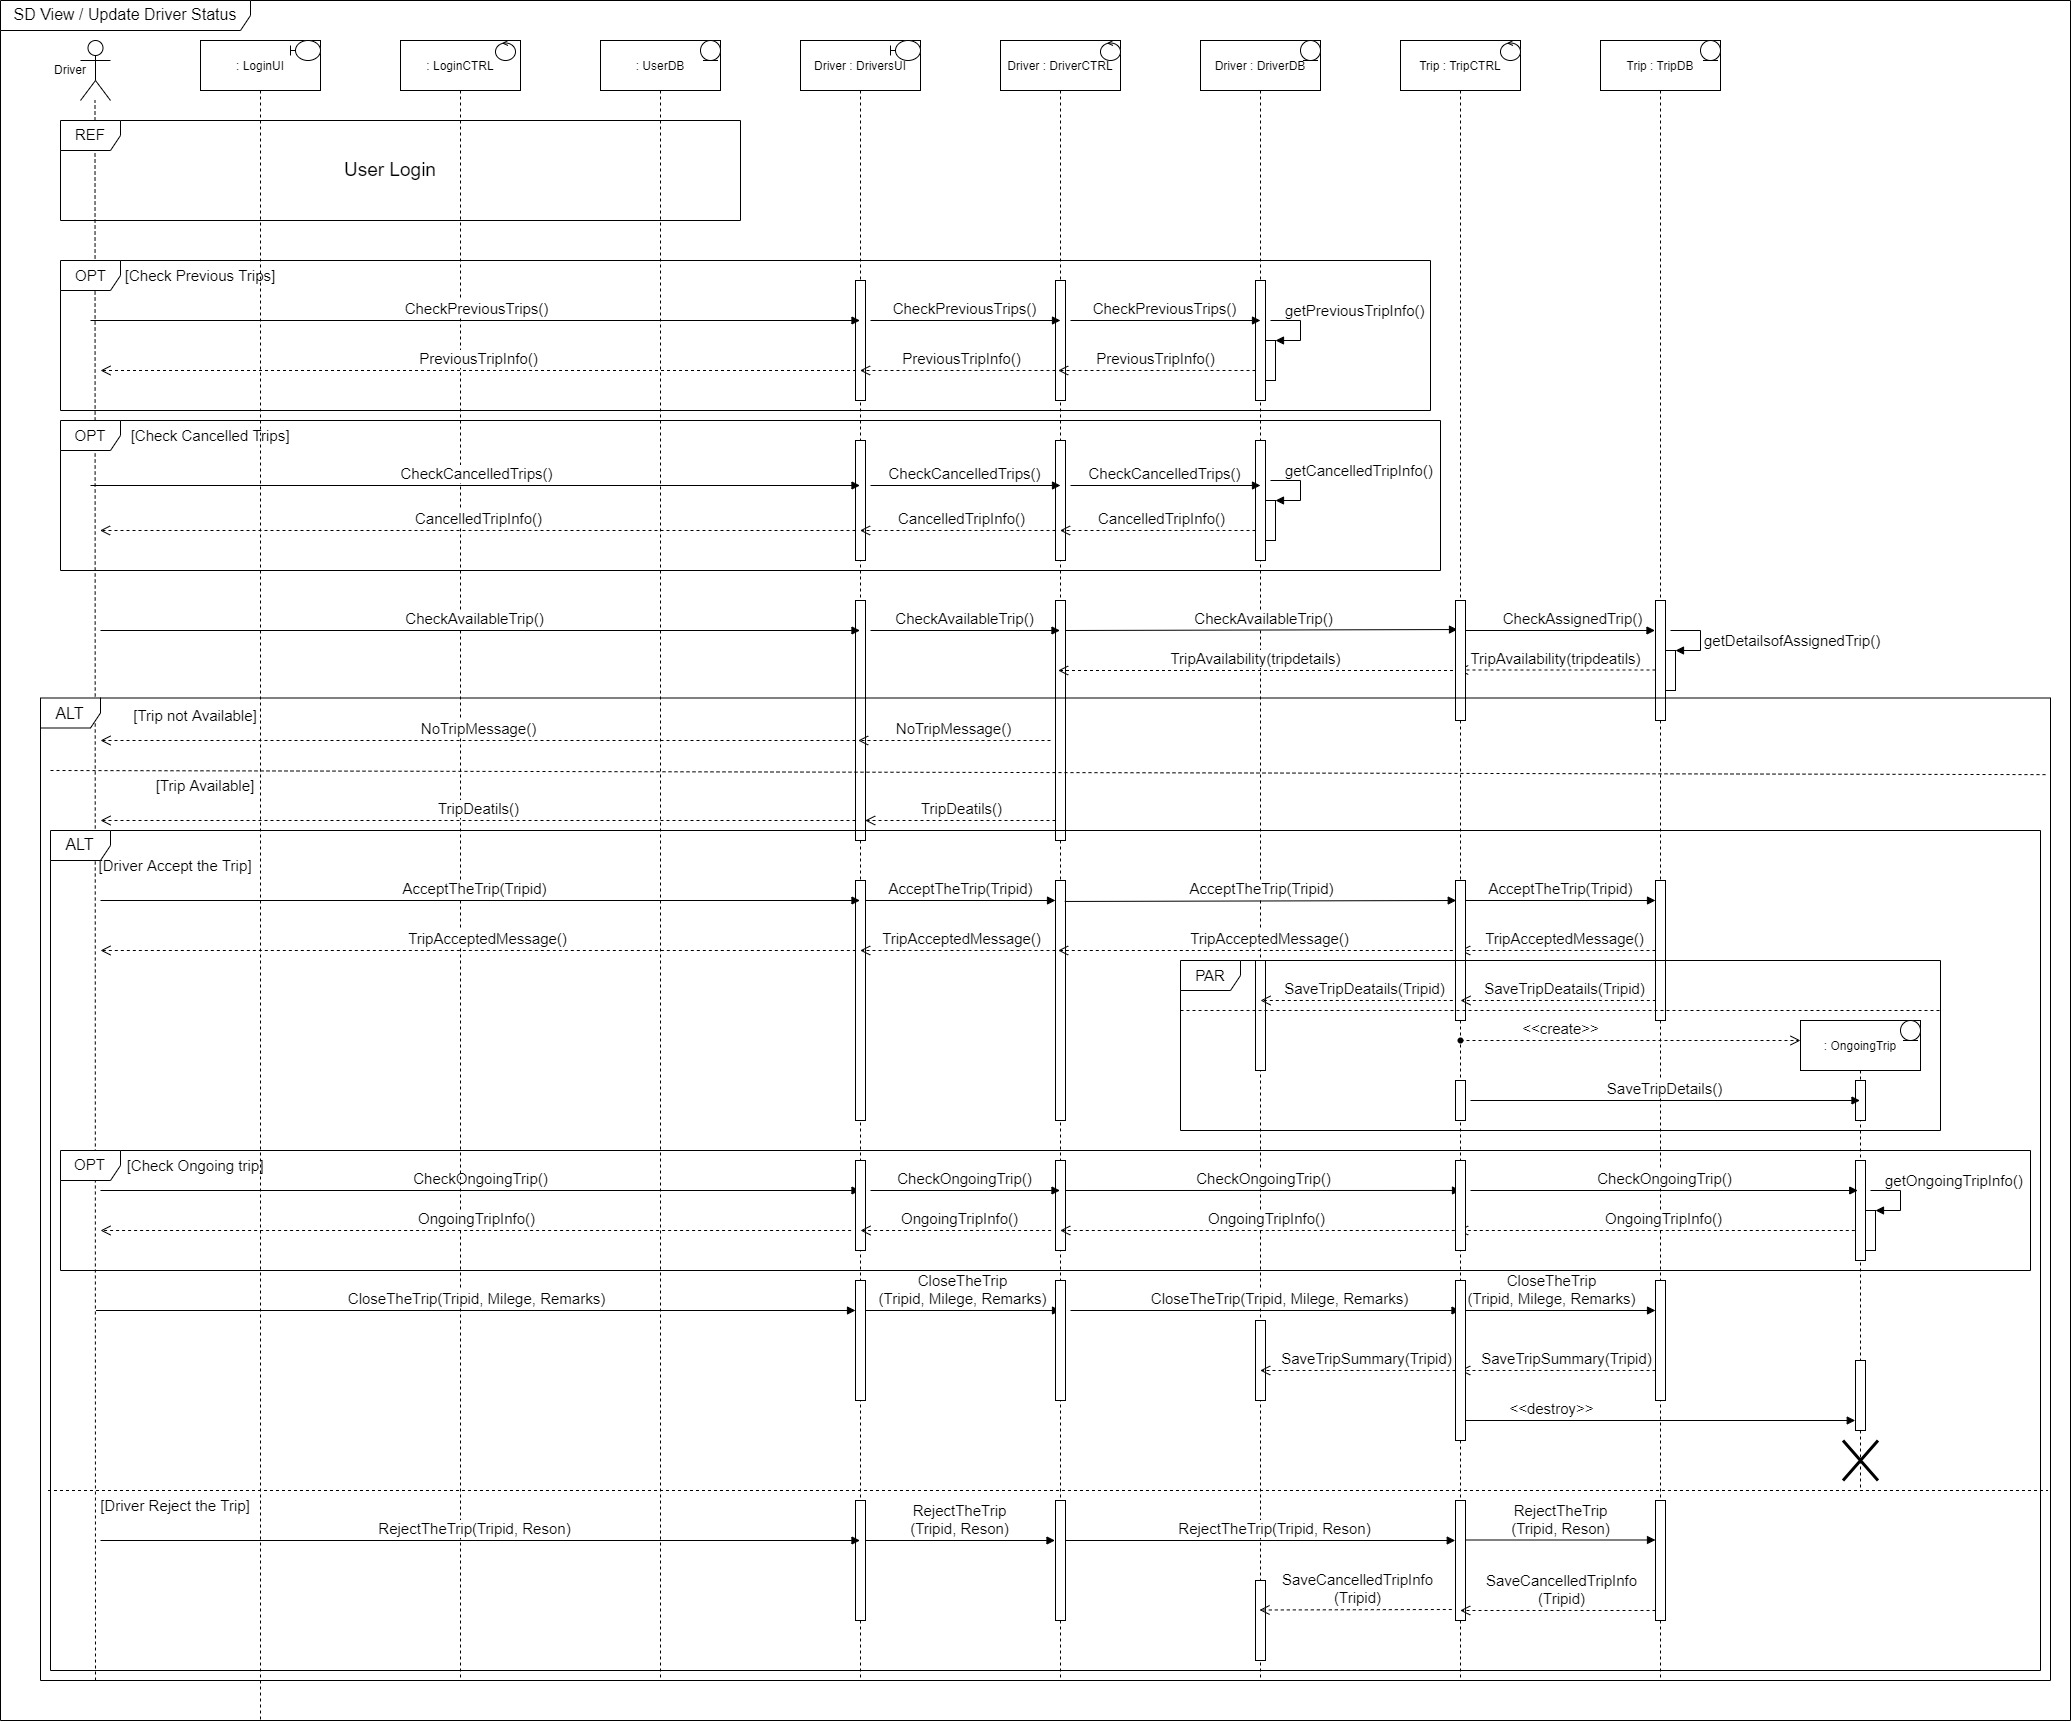 SD View / Update Driver Status
Driver
: LoginUI
: LoginCTRL
: UserDB
Driver : DriversUI
Driver : DriverCTRL
Driver : DriverDB
Trip : TripCTRL
Trip : TripDB
REF
User Login
OPT
[Check Previous Trips]
CheckPreviousTrips()
CheckPreviousTrips()
CheckPreviousTrips()
getPreviousTripInfo()
PreviousTripInfo()
PreviousTripInfo()
PreviousTripInfo()
OPT
[Check Cancelled Trips]
CheckCancelledTrips()
CheckCancelledTrips()
CheckCancelledTrips()
getCancelledTripInfo()
CancelledTripInfo()
CancelledTripInfo()
CancelledTripInfo()
CheckAvailableTrip()
CheckAvailableTrip()
CheckAvailableTrip()
CheckAssignedTrip()
getDetailsofAssignedTrip()
TripAvailability(tripdetails)
TripAvailability(tripdeatils)
ALT
[Trip not Available]
NoTripMessage()
NoTripMessage()
[Trip Available]
TripDeatils()
TripDeatils()
ALT
[Driver Accept the Trip]
AcceptTheTrip(Tripid)
AcceptTheTrip(Tripid)
AcceptTheTrip(Tripid)
AcceptTheTrip(Tripid)
TripAcceptedMessage()
TripAcceptedMessage()
TripAcceptedMessage()
TripAcceptedMessage()
PAR
SaveTripDeatails(Tripid)
SaveTripDeatails(Tripid)
<<create>>
: OngoingTrip
SaveTripDetails()
OPT
[Check Ongoing trip]
CheckOngoingTrip()
CheckOngoingTrip()
CheckOngoingTrip()
CheckOngoingTrip()
getOngoingTripInfo()
OngoingTripInfo()
OngoingTripInfo()
OngoingTripInfo()
OngoingTripInfo()
CloseTheTrip(Tripid, Milege, Remarks)
CloseTheTrip
(Tripid, Milege, Remarks)
CloseTheTrip(Tripid, Milege, Remarks)
CloseTheTrip
(Tripid, Milege, Remarks)
SaveTripSummary(Tripid)
SaveTripSummary(Tripid)
<<destroy>>
[Driver Reject the Trip]
RejectTheTrip(Tripid, Reson)
RejectTheTrip
(Tripid, Reson)
RejectTheTrip(Tripid, Reson)
RejectTheTrip
(Tripid, Reson)
SaveCancelledTripInfo
(Tripid)
SaveCancelledTripInfo
(Tripid)